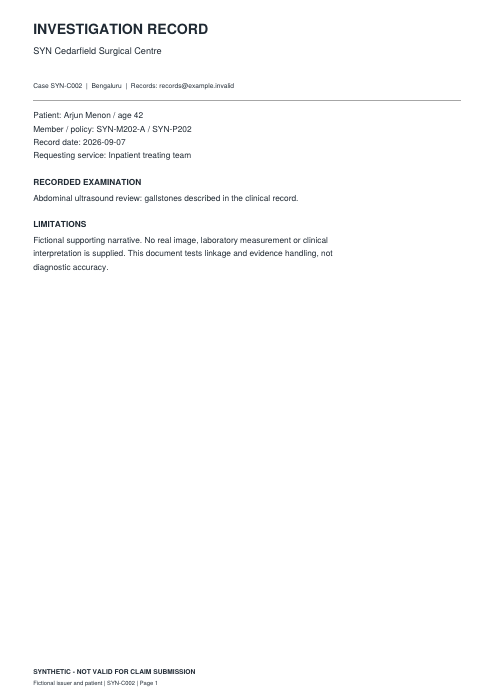 INVESTIGATION RECORD
SYN Cedarfield Surgical Centre
Case SYN-C002 | Bengaluru | Records: records@example.invalid
Patient: Arjun Menon / age 42
Member / policy: SYN-M202-A / SYN-P202
Record date: 2026-09-07
Requesting service: Inpatient treating team
RECORDED EXAMINATION
Abdominal ultrasound review: gallstones described in the clinical record.
LIMITATIONS
Fictional supporting narrative. No real image, laboratory measurement or clinical
interpretation is supplied. This document tests linkage and evidence handling, not
diagnostic accuracy.
SYNTHETIC - NOT VALID FOR CLAIM SUBMISSION
Fictional issuer and patient | SYN-C002 | Page 1